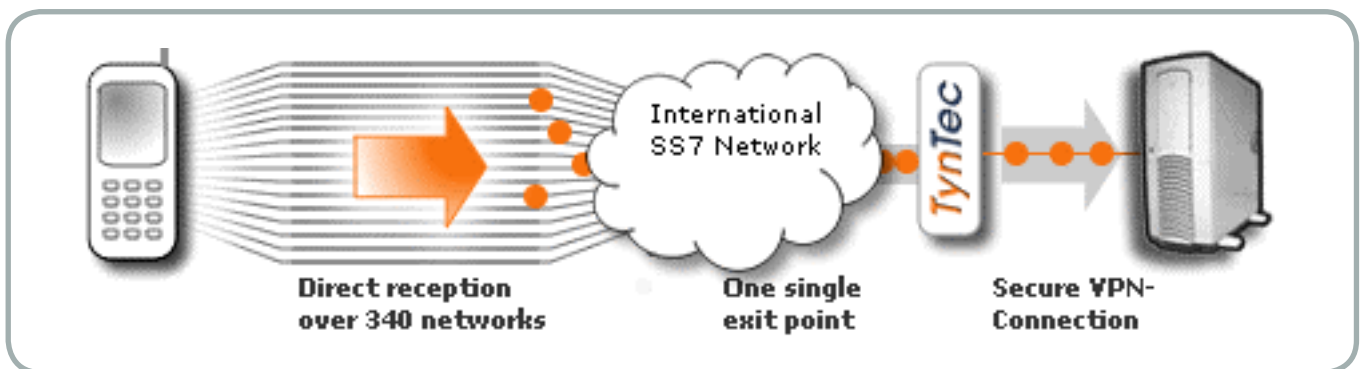 International
SS7 Network
TynTec
Direct reception
over 340 networks
One single
exit point
Secure VPN-
Connection